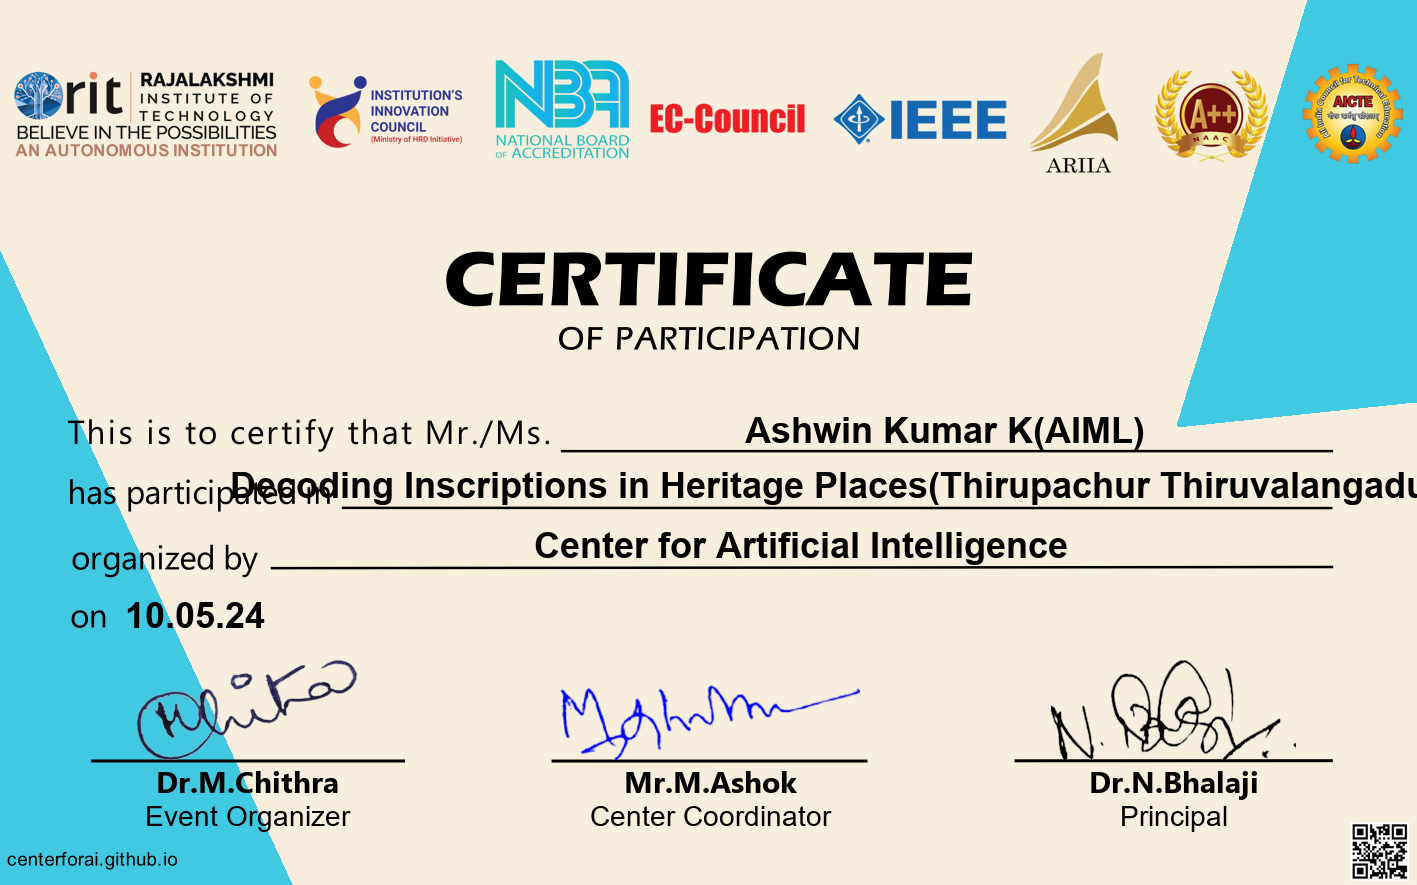 rit RAJALAKSHMI
INSTITUTE OF
TECHNOLOGY
BELIEVE IN THE POSSIBILITIES
AN AUTONOMOUS INSTITUTION
INSTITUTION'S
INNOVATION
COUNCIL
(Ministry of HRD Initiative)
NBA
NATIONAL BOARD
OF ACCREDITATION
EC-Council
IEEE
ARIIA
A++
NAAC
All India Council for Technical Education
AICTE
CERTIFICATE
OF PARTICIPATION
This is to certify that Mr./Ms. Ashwin Kumar K(AIML)
has participated in Decoding Inscriptions in Heritage Places(Thirupachur Thiruvalangadu
organized by Center for Artificial Intelligence
on 10.05.24
Dr.M.Chithra
Event Organizer
Mr.M.Ashok
Center Coordinator
N. Dr.N.Bhalaji
Principal
centerforai.github.io